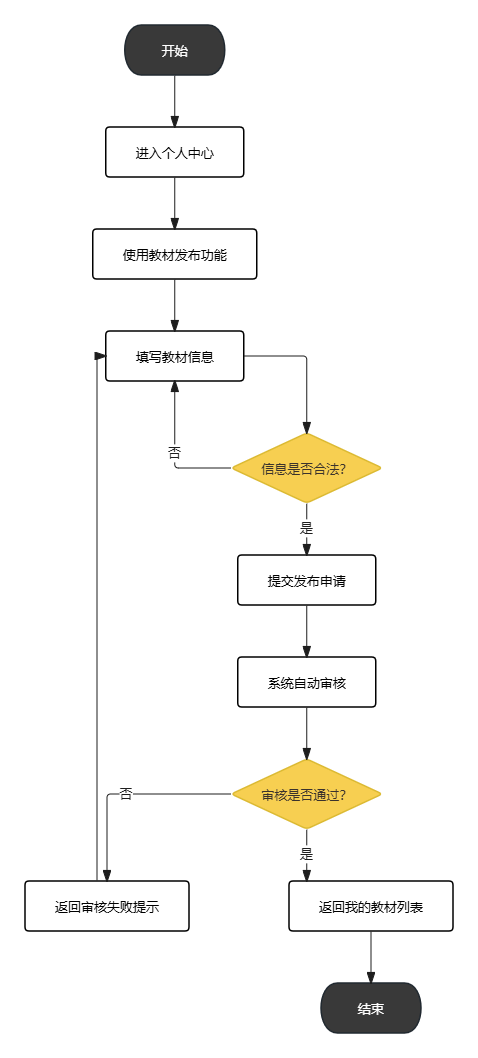 开始
进入个人中心
使用教材发布功能
填写教材信息
否
信息是否合法?
是
提交发布申请
系统自动审核
审核是否通过?
否
是
返回审核失败提示
返回我的教材列表
结束